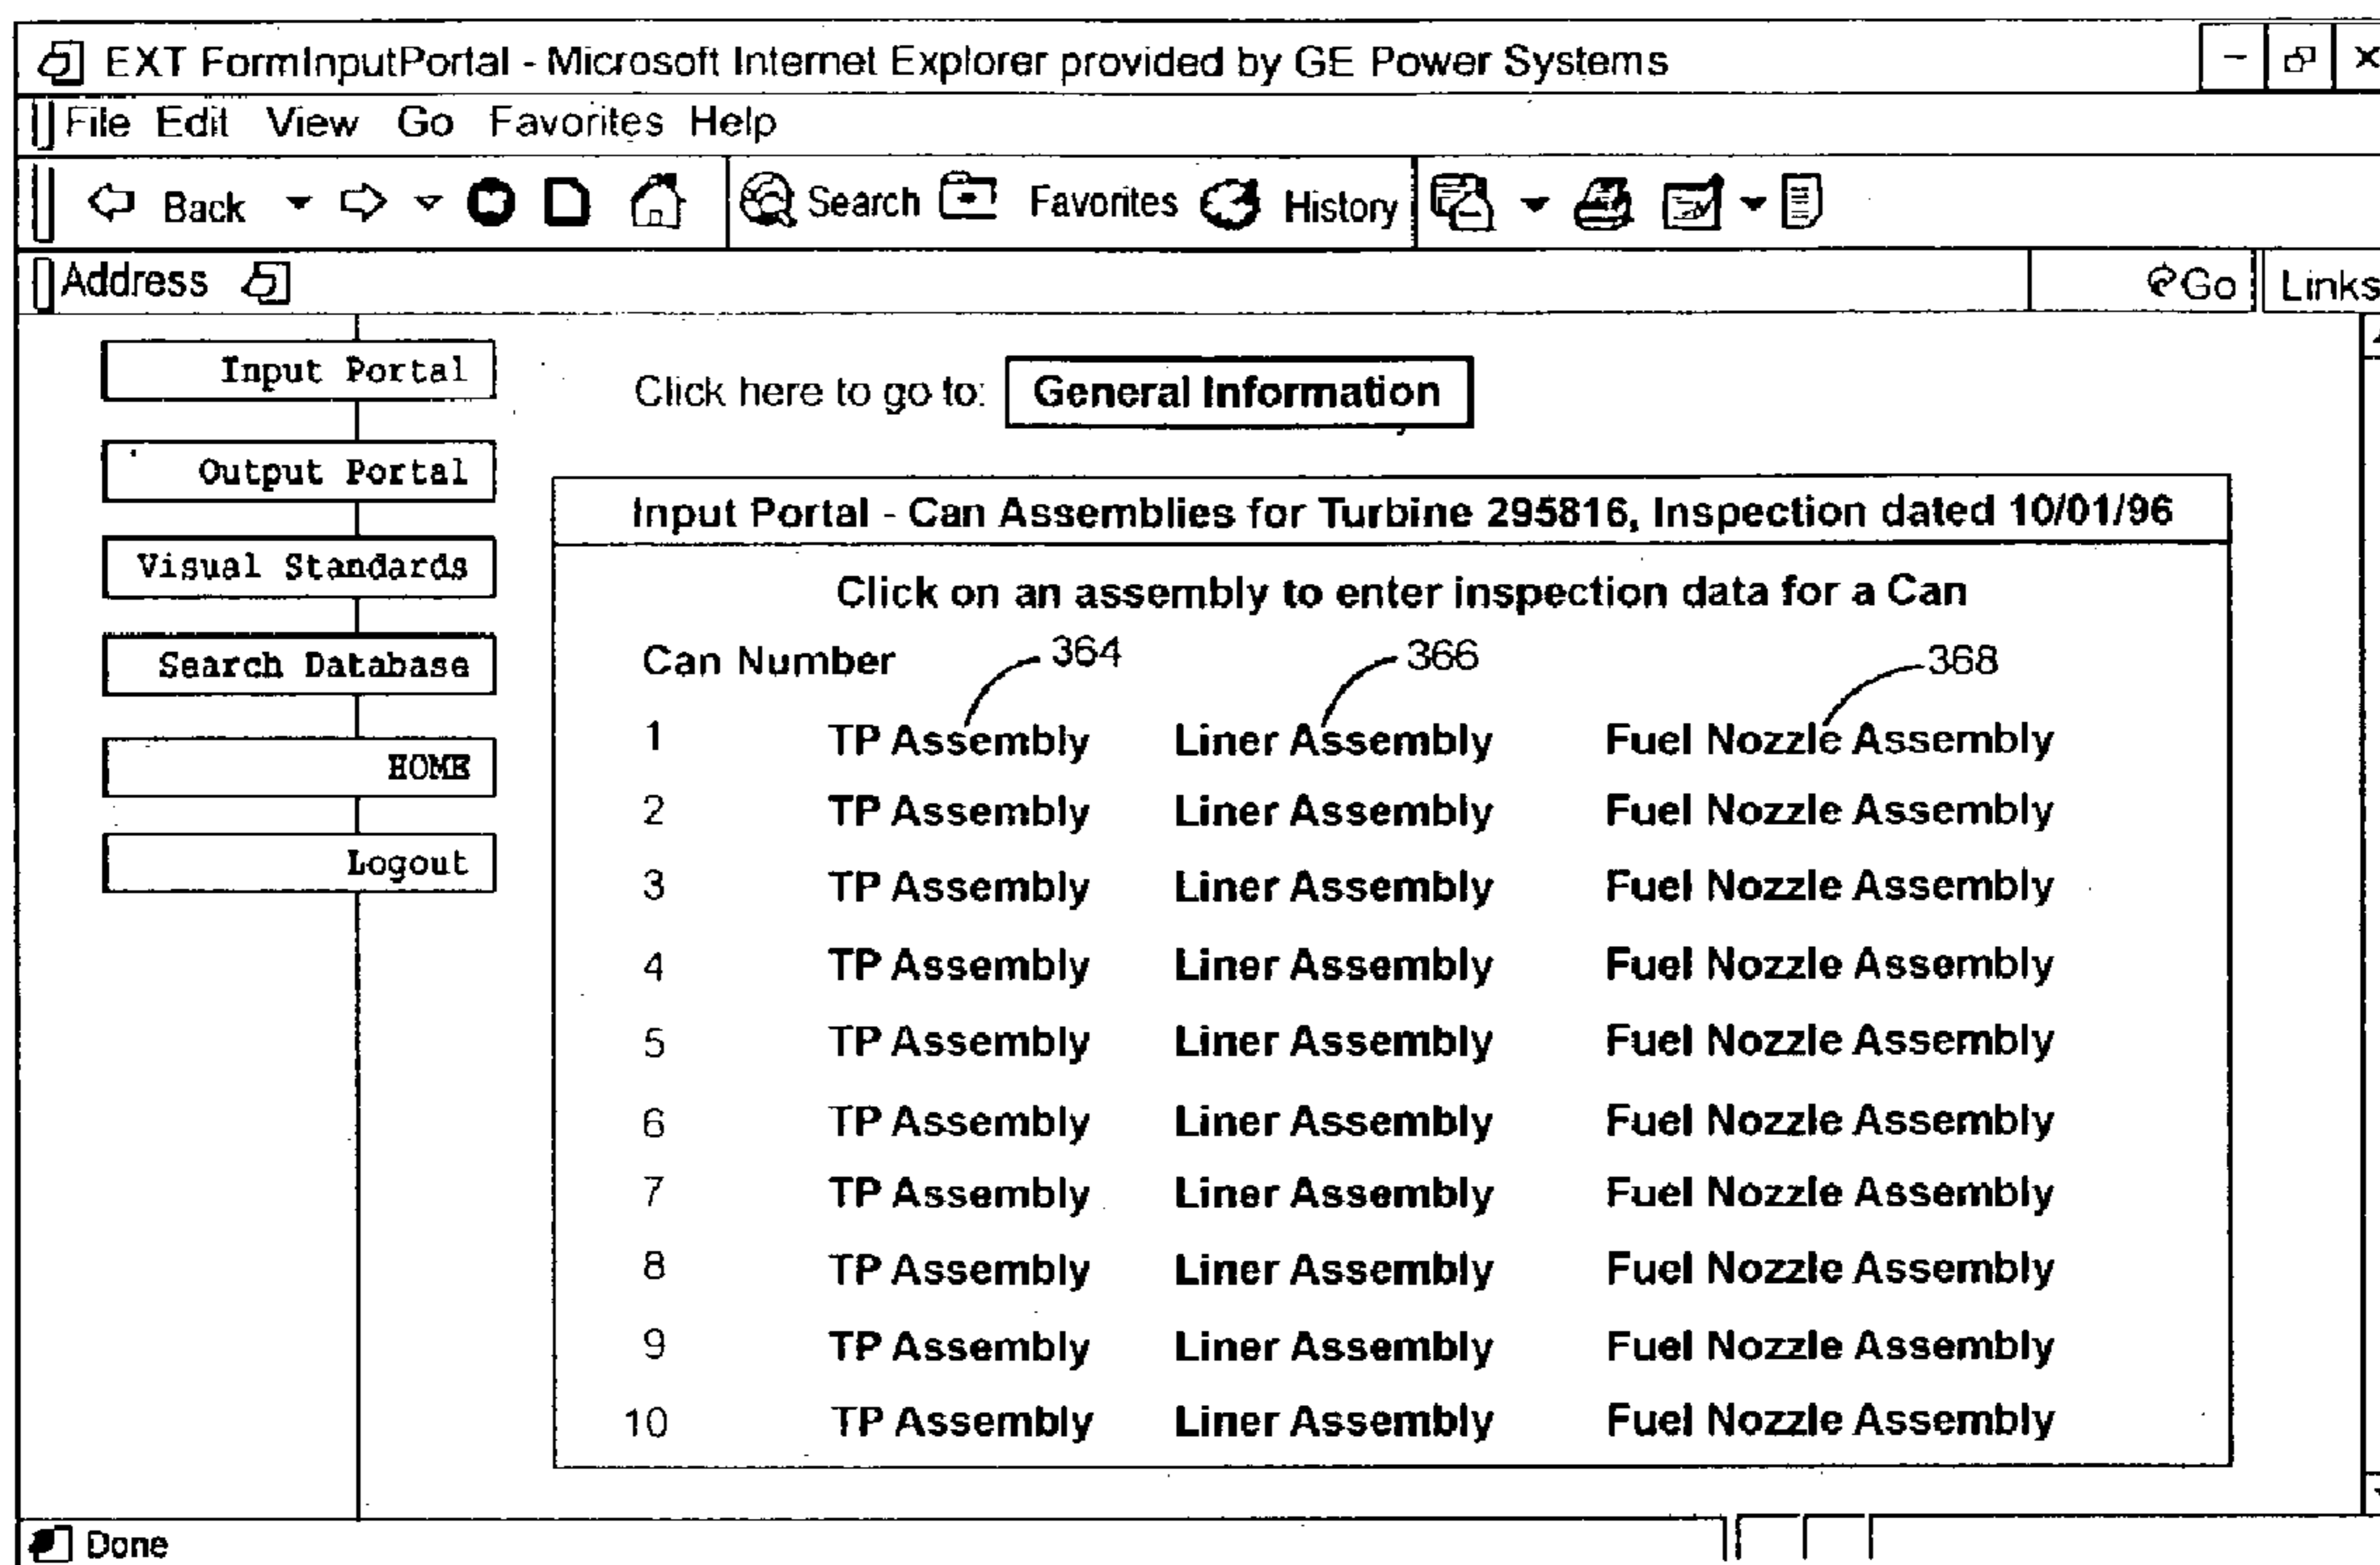 EXT FormInputPortal - Microsoft Internet Explorer provided by GE Power Systems
File Edit View Go Favorites Help
Back Search Favorites History
Address Go Links
Input Portal
Output Portal
Visual Standards
Search Database
HOME
Logout
Click here to go to: General Information
Input Portal - Can Assemblies for Turbine 295816, Inspection dated 10/01/96
Click on an assembly to enter inspection data for a Can
Can Number 364 366 368
1 TP Assembly Liner Assembly Fuel Nozzle Assembly
2 TP Assembly Liner Assembly Fuel Nozzle Assembly
3 TP Assembly Liner Assembly Fuel Nozzle Assembly
4 TP Assembly Liner Assembly Fuel Nozzle Assembly
5 TP Assembly Liner Assembly Fuel Nozzle Assembly
6 TP Assembly Liner Assembly Fuel Nozzle Assembly
7 TP Assembly Liner Assembly Fuel Nozzle Assembly
8 TP Assembly Liner Assembly Fuel Nozzle Assembly
9 TP Assembly Liner Assembly Fuel Nozzle Assembly
10 TP Assembly Liner Assembly Fuel Nozzle Assembly
Done